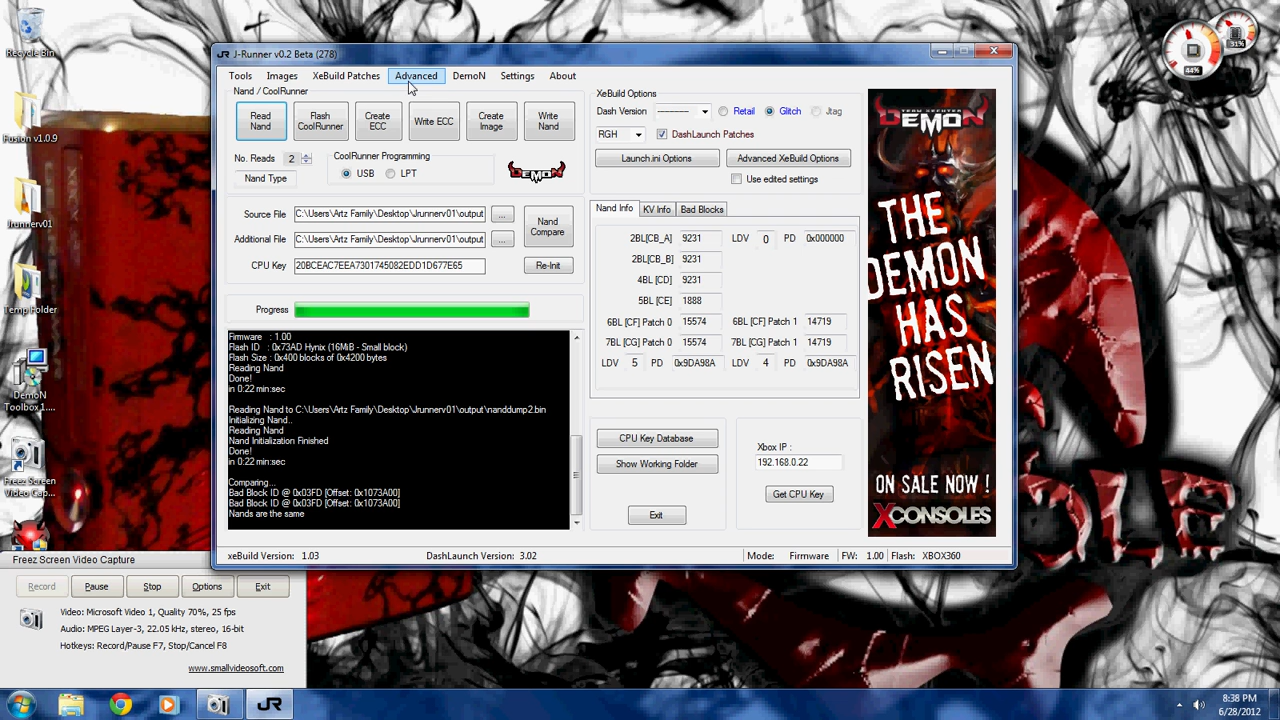 Recycle Bin
Fusion v1.0.9
Jrunnerv01
Temp Folder
DemoN
Toolbox 1....
Freez Screen
Video Cap...
44%
31%
J-Runner v0.2 Beta (278)
Tools Images XeBuild Patches Advanced DemoN Settings About
Nand / CoolRunner
Read Nand
Flash CoolRunner
Create ECC
Write ECC
Create Image
Write Nand
No. Reads 2
CoolRunner Programming
USB LPT
Nand Type
DEMON
Source File C:\Users\Artz Family\Desktop\Jrunnerv01\output ...
Additional File C:\Users\Artz Family\Desktop\Jrunnerv01\output ...
Nand Compare
CPU Key 20BCEAC7EEA7301745082EDD1D677E65 Re-Init
Progress
Firmware : 1.00
Flash ID : 0x73AD Hynix (16MiB - Small block)
Flash Size : 0x400 blocks of 0x4200 bytes
Reading Nand
Done!
in 0:22 min:sec
Reading Nand to C:\Users\Artz Family\Desktop\Jrunnerv01\output\nanddump2.bin
Initializing Nand..
Reading Nand
Nand Initialization Finished
Done!
in 0:22 min:sec
Comparing...
Bad Block ID @ 0x03FD [Offset: 0x1073A00]
Bad Block ID @ 0x03FD [Offset: 0x1073A00]
Nands are the same
XeBuild Options
Dash Version ------- Retail Glitch Jtag
RGH DashLaunch Patches
Launch.ini Options Advanced XeBuild Options
Use edited settings
Nand Info KV Info Bad Blocks
2BL[CB_A] 9231 LDV 0 PD 0x000000
2BL[CB_B] 9231
4BL [CD] 9231
5BL [CE] 1888
6BL [CF] Patch 0 15574 6BL [CF] Patch 1 14719
7BL [CG] Patch 0 15574 7BL [CG] Patch 1 14719
LDV 5 PD 0x9DA98A LDV 4 PD 0x9DA98A
CPU Key Database
Show Working Folder
Exit
Xbox IP :
192.168.0.22
Get CPU Key
DEMON
THE
DEMON
HAS
RISEN
ON SALE NOW !
XCONSOLES
xeBuild Version: 1.03 DashLaunch Version: 3.02 Mode: Firmware FW: 1.00 Flash: XBOX360
Freez Screen Video Capture
Record Pause Stop Options Exit
Video: Microsoft Video 1, Quality 70%, 25 fps
Audio: MPEG Layer-3, 22.05 kHz, stereo, 16-bit
Hotkeys: Record/Pause F7, Stop/Cancel F8
www.smallvideosoft.com
JR
8:38 PM
6/28/2012